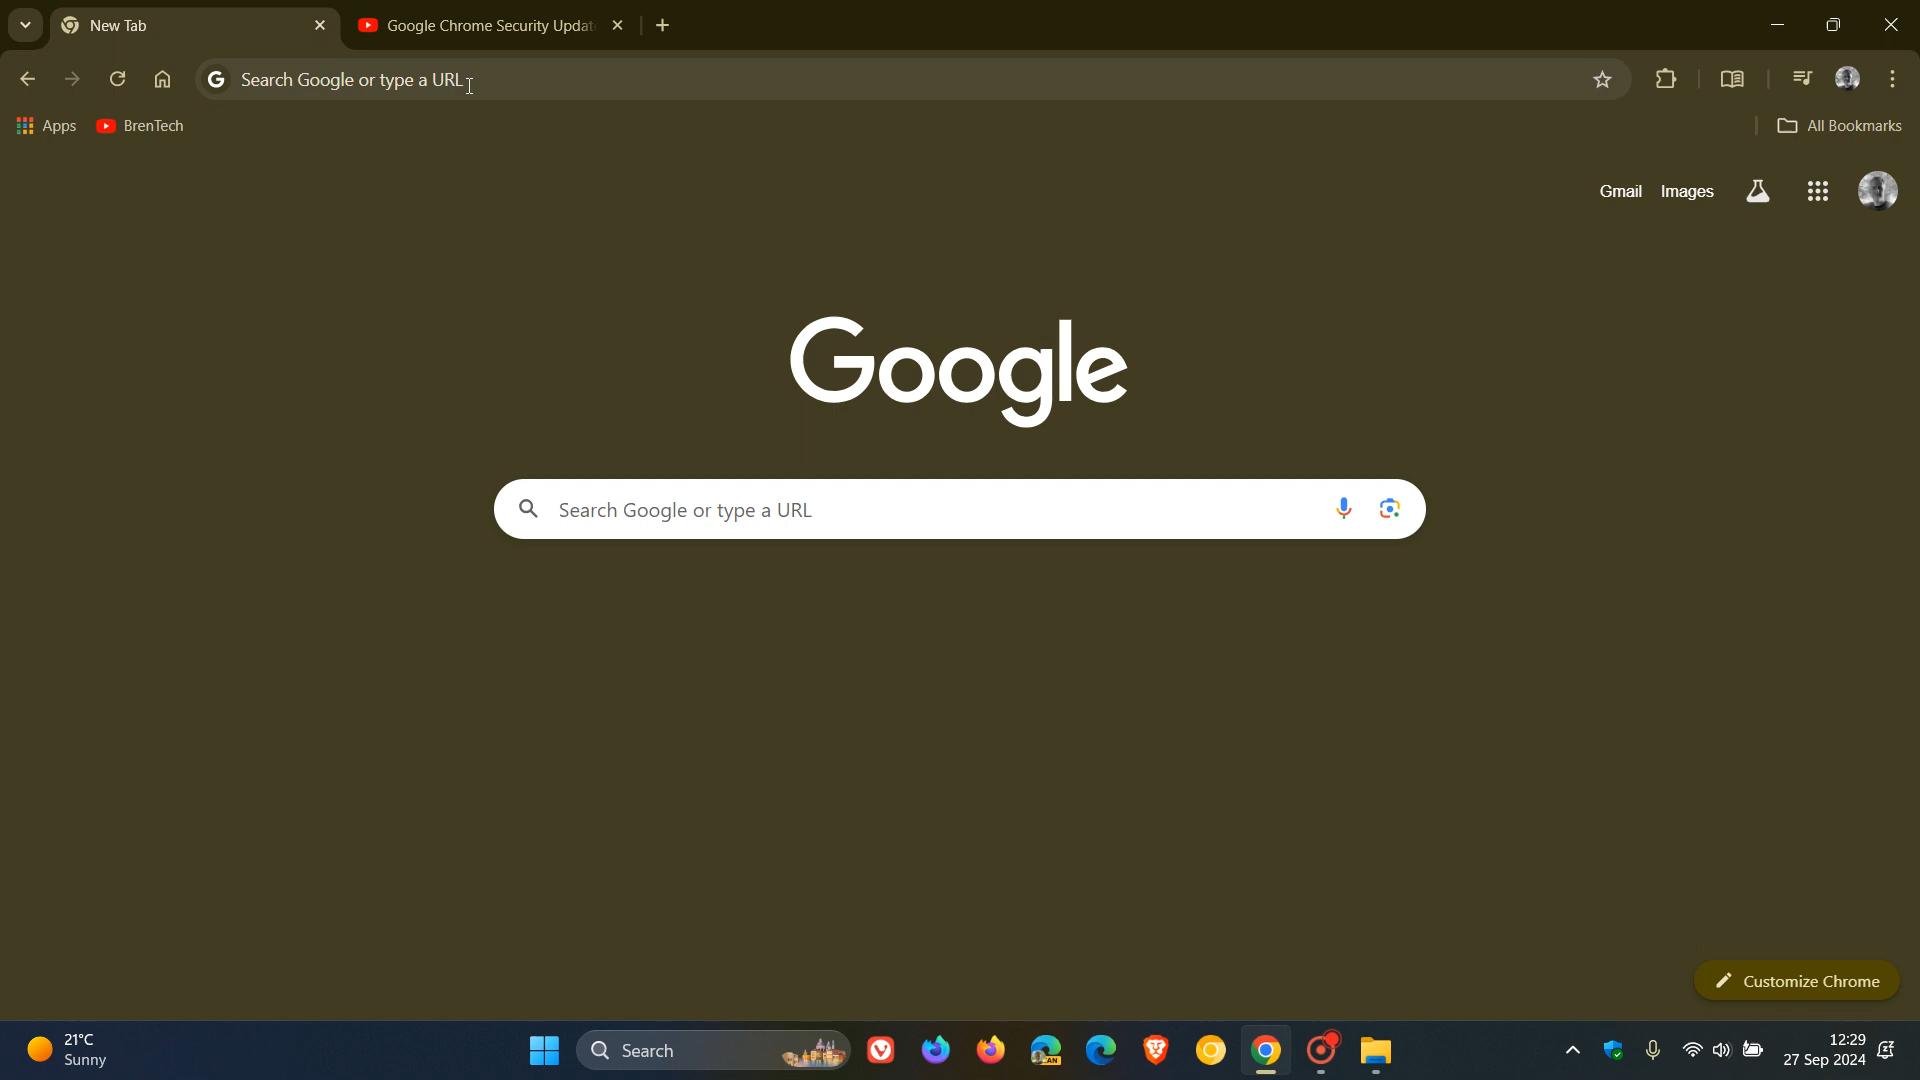 New Tab
Google Chrome Security Updat
Search Google or type a URL
Apps
BrenTech
All Bookmarks
Gmail
Images
Google
Search Google or type a URL
Customize Chrome
21°C
Sunny
Search
CAN
12:29
27 Sep 2024